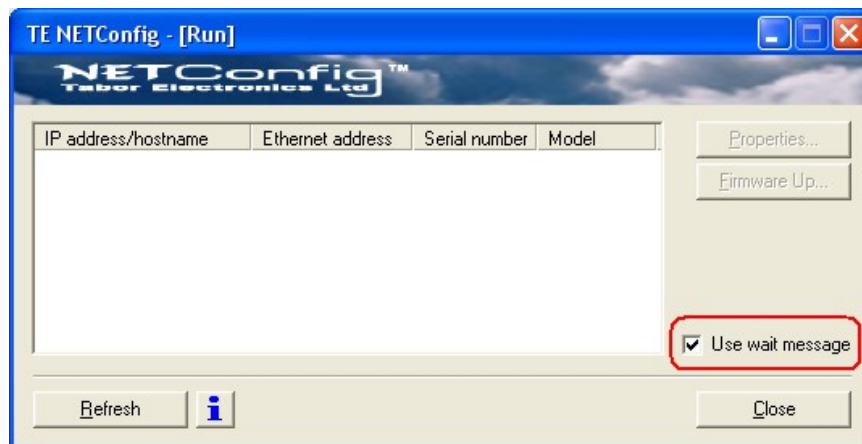 TE NETConfig - [Run]
NETConfig™
Tabor Electronics Ltd
IP address/hostname Ethernet address Serial number Model
Properties...
Firmware Up...
Use wait message
Refresh
Close